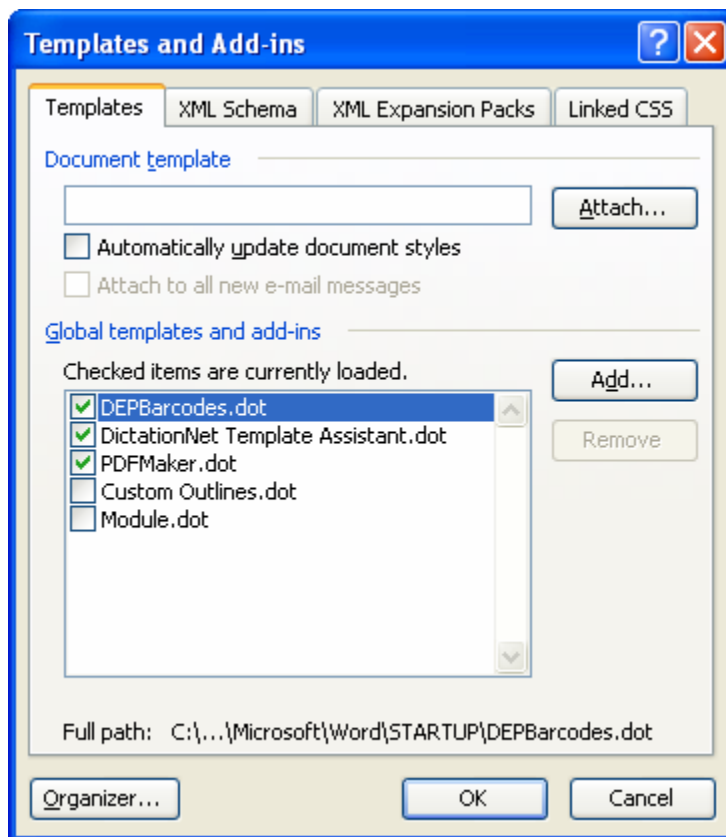 Templates and Add-ins
Templates XML Schema XML Expansion Packs Linked CSS
Document template
Attach...
Automatically update document styles
Attach to all new e-mail messages
Global templates and add-ins
Checked items are currently loaded.
Add...
DEPBarcodes.dot
DictationNet Template Assistant.dot
Remove
PDFMaker.dot
Custom Outlines.dot
Module.dot
Full path: C:\...\Microsoft\Word\STARTUP\DEPBarcodes.dot
Organizer... OK Cancel